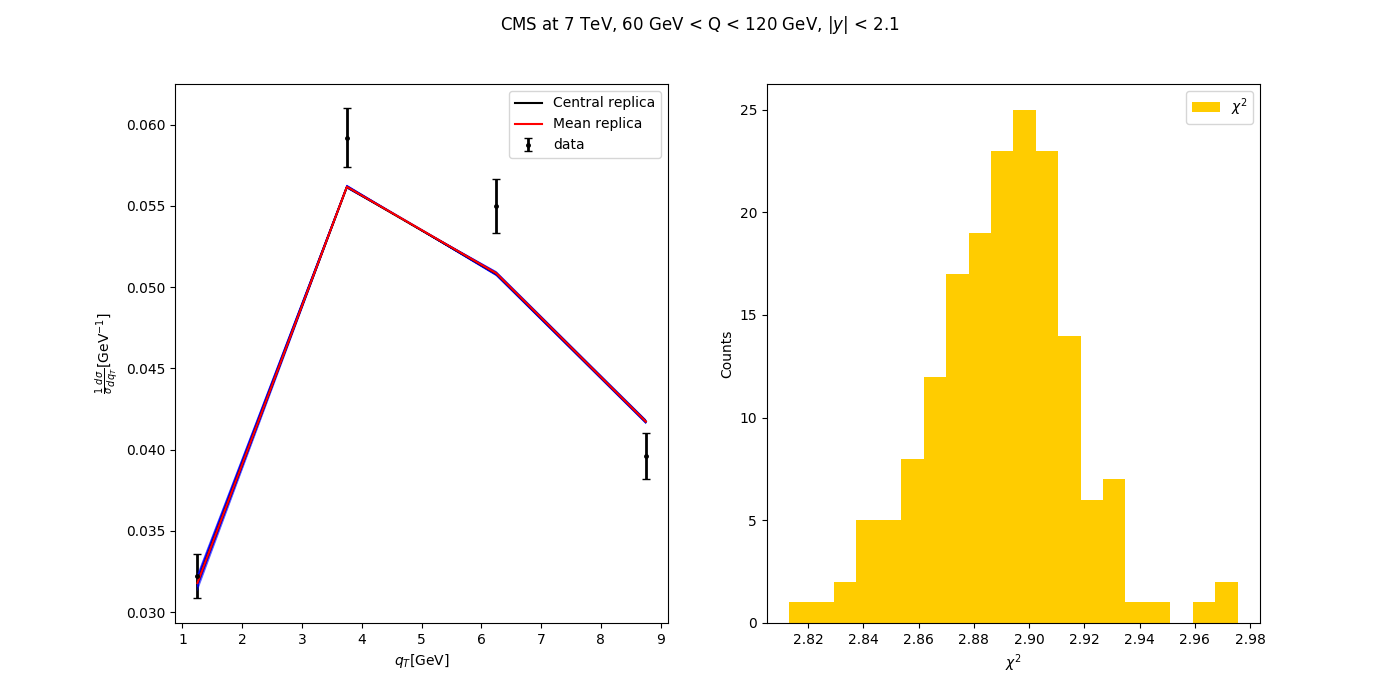 CMS at 7 TeV, 60 GeV < Q < 120 GeV, |y| < 2.1
Central replica
Mean replica
data
0.060
0.055
0.050
0.045
0.040
0.035
0.030
1/σ dσ/dq_T [GeV⁻¹]
1 2 3 4 5 6 7 8 9
q_T[GeV]
χ²
25
20
15
10
5
0
Counts
2.82 2.84 2.86 2.88 2.90 2.92 2.94 2.96 2.98
χ²